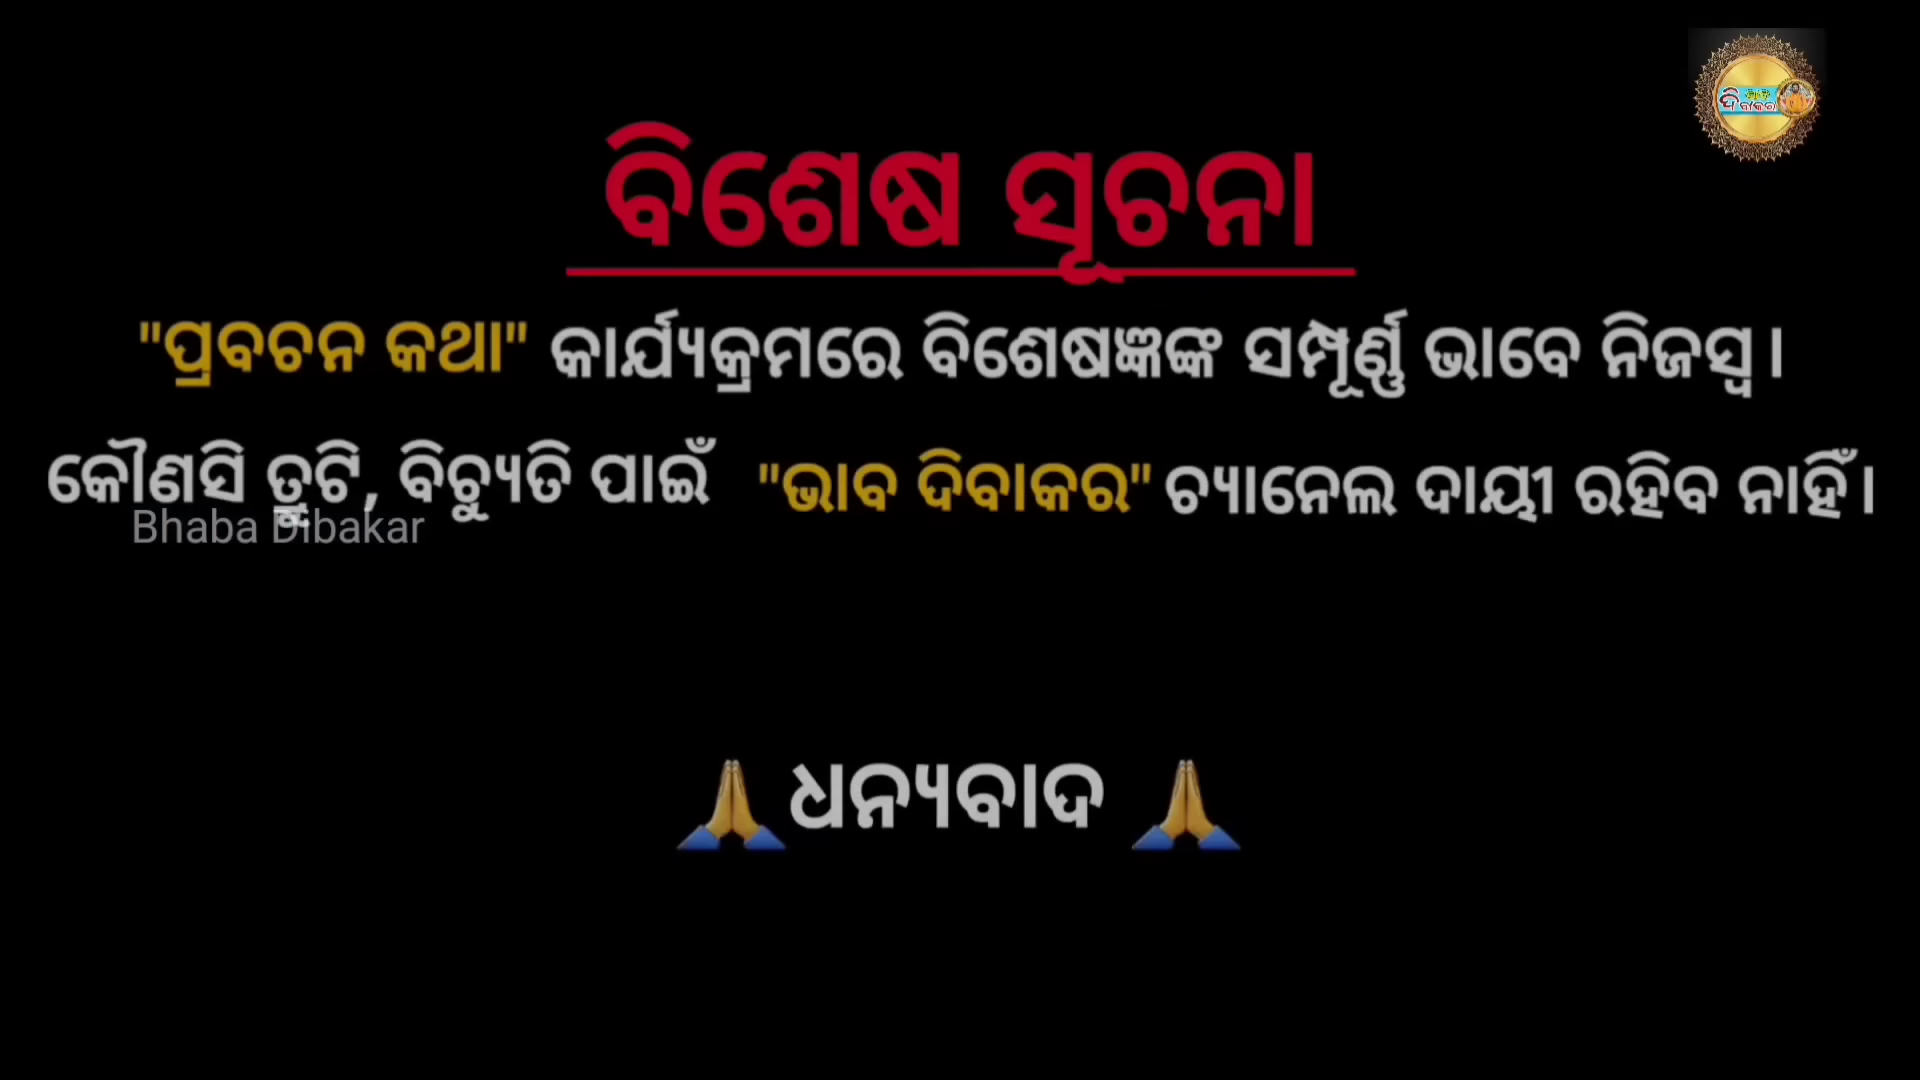 ବିଶେଷ ସୂଚନା
"ପ୍ରବଚନ କଥା" କାର୍ଯ୍ୟକ୍ରମରେ ବିଶେଷଜ୍ଞଙ୍କ ସମ୍ପୂର୍ଣ୍ଣ ଭାବେ ନିଜସ୍ୱ ।
କୌଣସି ତ୍ରୁଟି, ବିଚ୍ୟୁତି ପାଇଁ "ଭାବ ଦିବାକର" ଚ୍ୟାନେଲ ଦାୟୀ ରହିବ ନାହିଁ ।
Bhaba Dibakar
🙏ଧନ୍ୟବାଦ 🙏